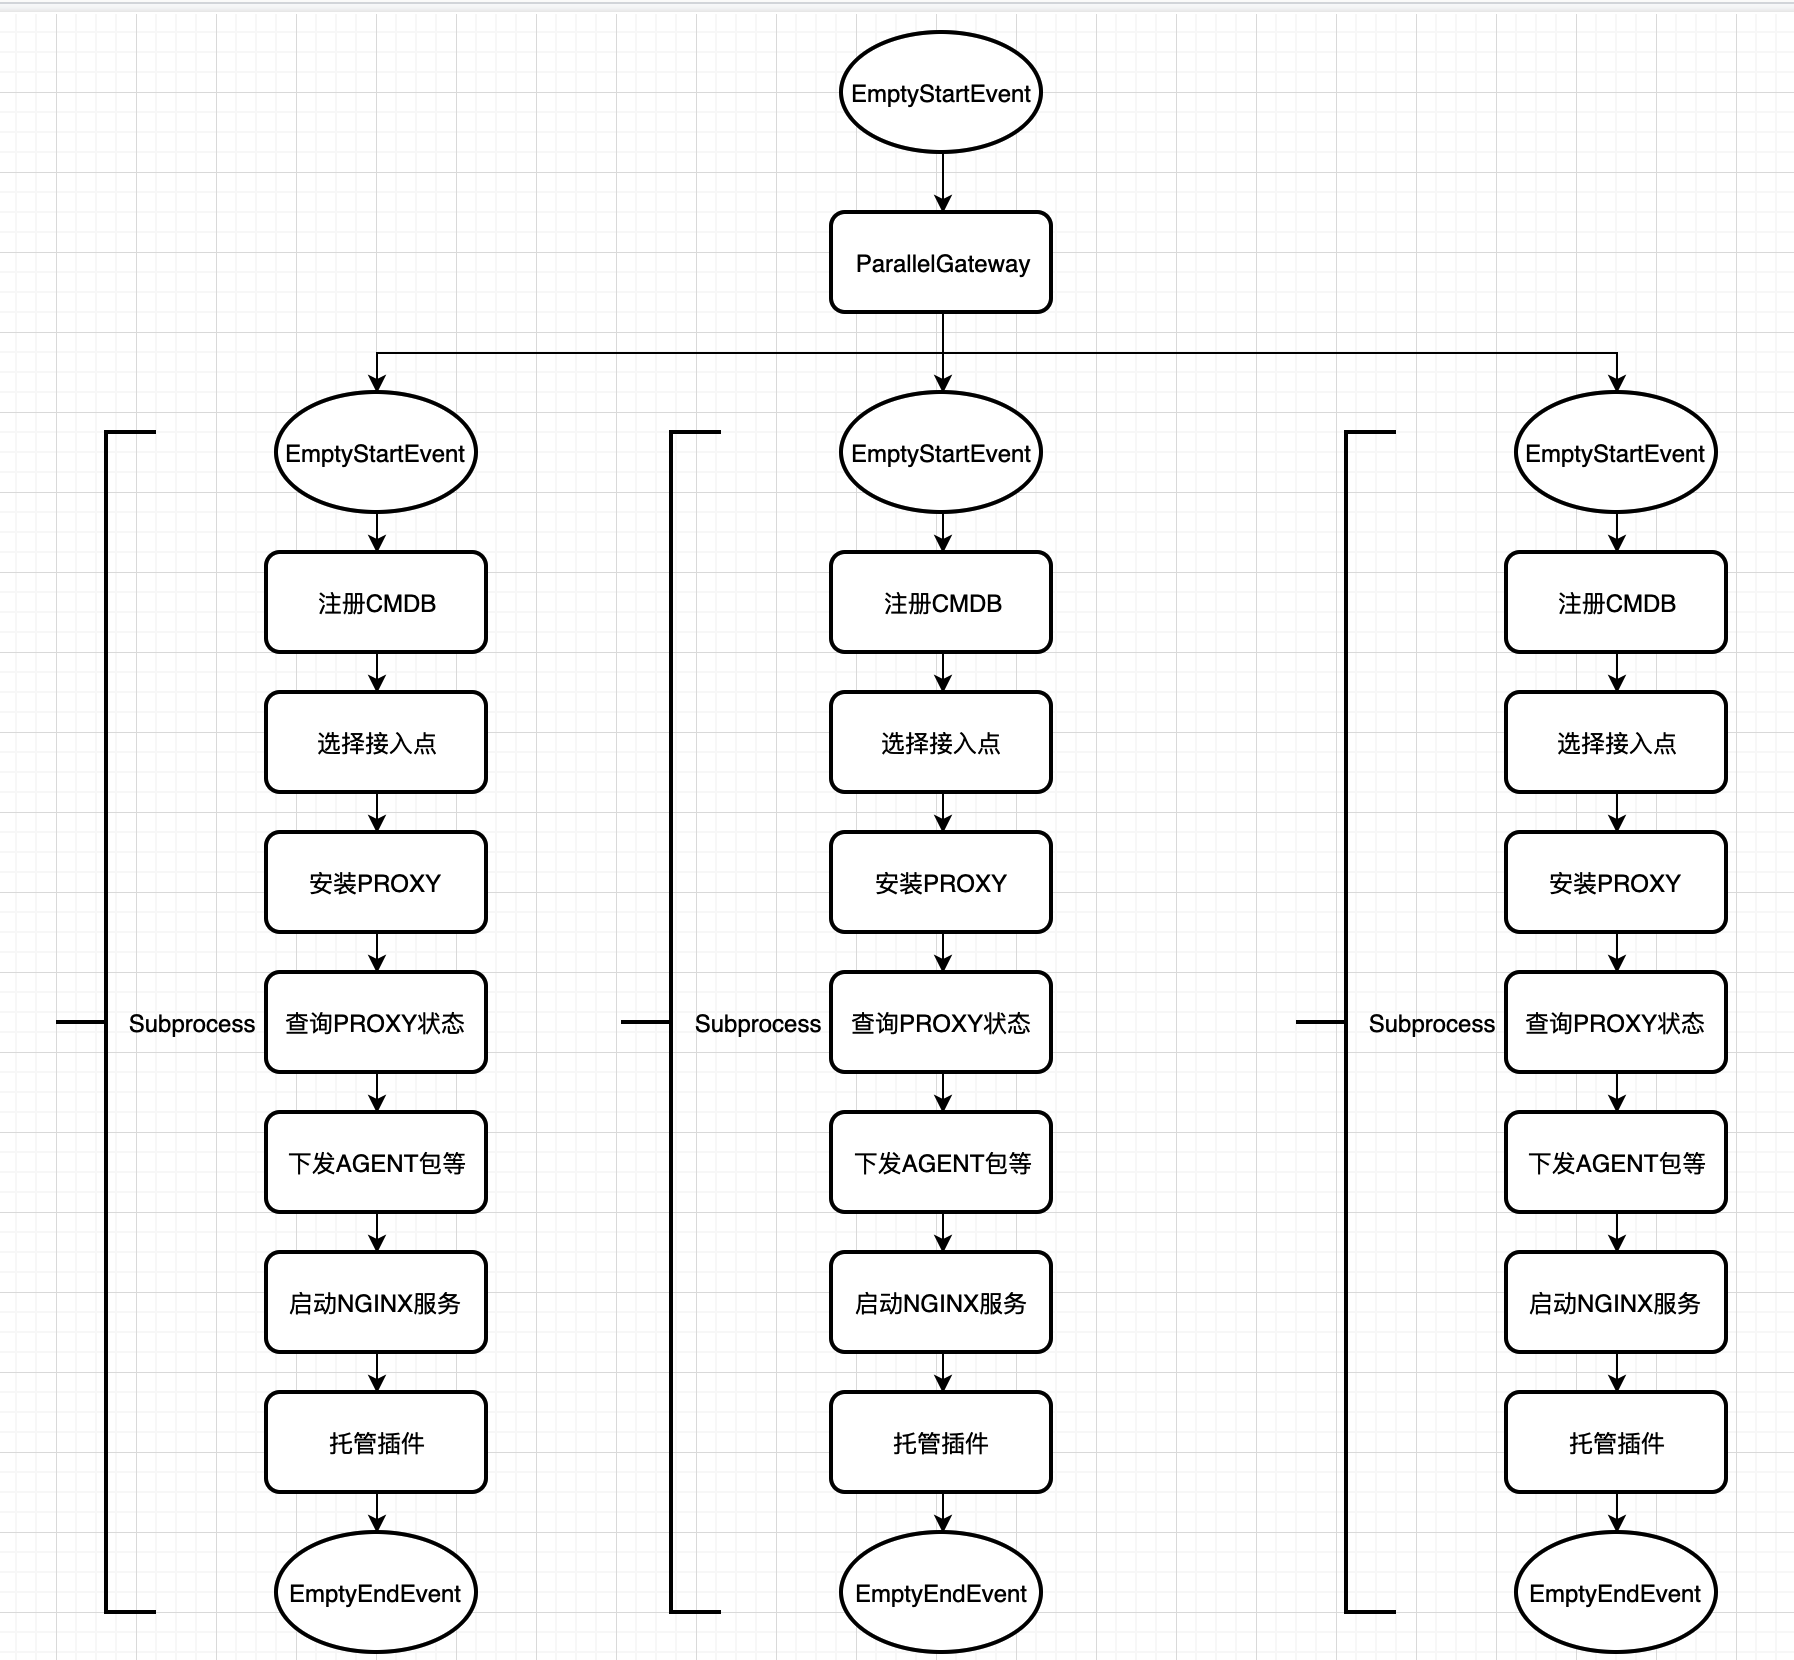 EmptyStartEvent
ParallelGateway
EmptyStartEvent
EmptyStartEvent
EmptyStartEvent
注册CMDB
注册CMDB
注册CMDB
选择接入点
选择接入点
选择接入点
安装PROXY
安装PROXY
安装PROXY
Subprocess
查询PROXY状态
Subprocess
查询PROXY状态
Subprocess
查询PROXY状态
下发AGENT包等
下发AGENT包等
下发AGENT包等
启动NGINX服务
启动NGINX服务
启动NGINX服务
托管插件
托管插件
托管插件
EmptyEndEvent
EmptyEndEvent
EmptyEndEvent